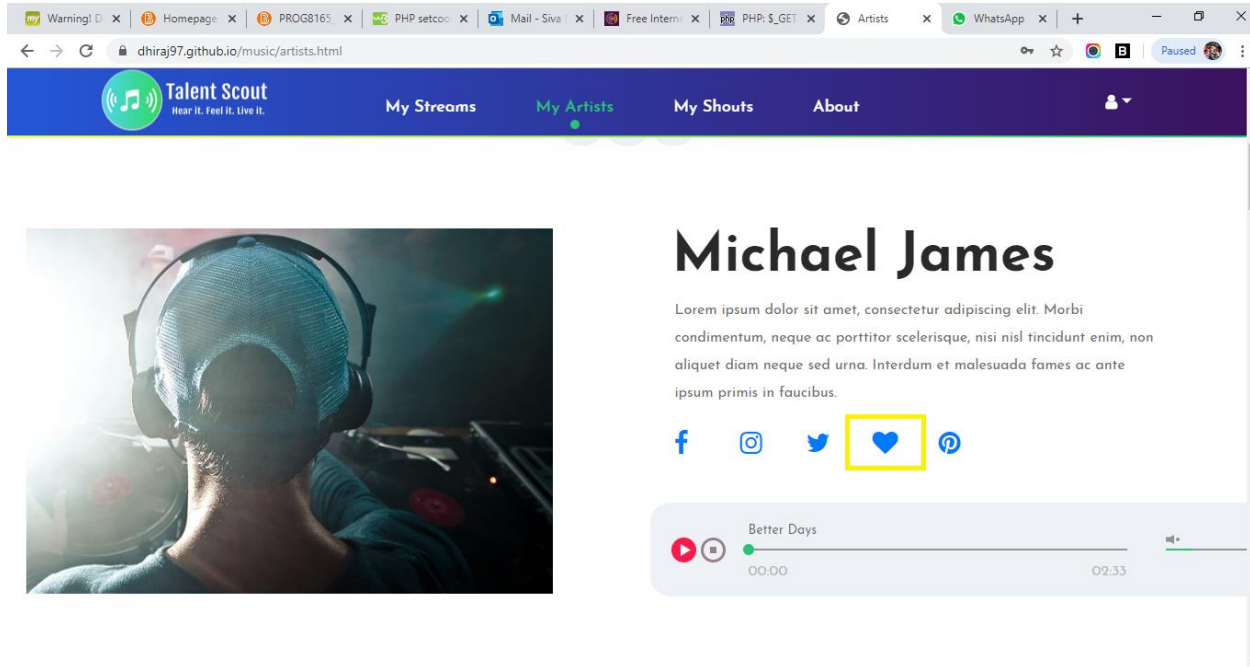 Warning! D
Homepage
PROG8165_
PHP setcoo
Mail - Siva
Free Intern
PHP: $_GET
Artists
WhatsApp
dhiraj97.github.io/music/artists.html
B
Paused
Talent Scout
Hear it. Feel it. Live it.
My Streams
My Artists
My Shouts
About
Michael James
Lorem ipsum dolor sit amet, consectetur adipiscing elit. Morbi
condimentum, neque ac porttitor scelerisque, nisi nisl tincidunt enim, non
aliquet diam neque sed urna. Interdum et malesuada fames ac ante
ipsum primis in faucibus.
Better Days
00:00
02:33